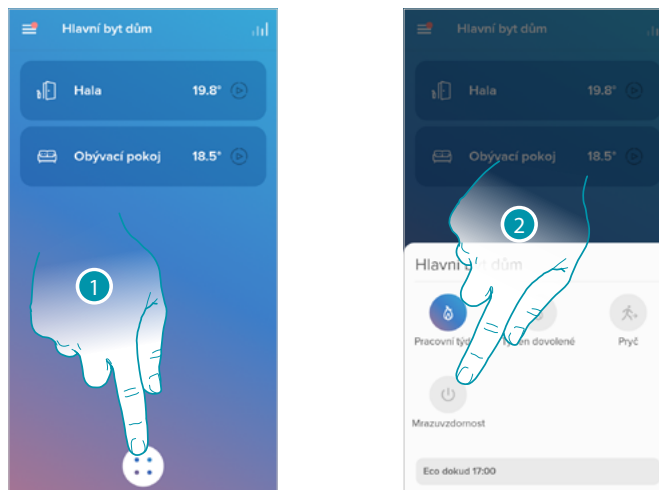 Hlavní byt dům
Hala 19.8°
Obývací pokoj 18.5°
1
Hlavní byt dům
Hala 19.8°
Obývací pokoj 18.5°
2
Hlavní dům
Pracovní dovolené Pryč
Mrazuvzdornost
Eco dokud 17:00